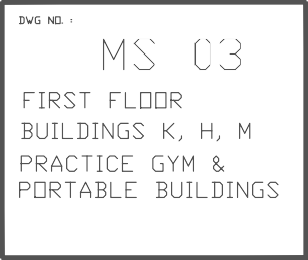 DWG NO. :
MS 03
FIRST FLOOR
BUILDINGS K, H, M
PRACTICE GYM &
PORTABLE BUILDINGS